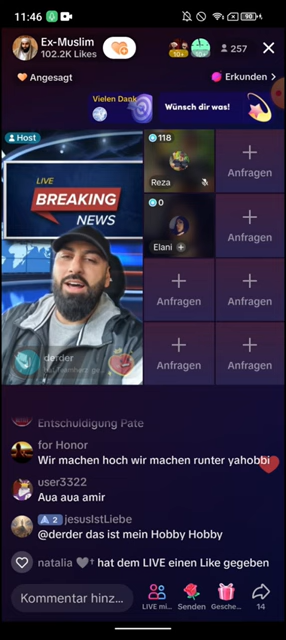 11:46
90
Ex-Muslim
102.2K Likes
257
10+
10+
Angesagt
Erkunden >
Vielen Dank
Wünsch dir was!
Host
LIVE
BREAKING
NEWS
118
Reza
Anfragen
0
Elani
Anfragen
Anfragen
Anfragen
Anfragen
Anfragen
derder
Entschuldigung Pate
for Honor
Wir machen hoch wir machen runter yahobbi
user3322
Aua aua amir
2 jesusIstLiebe
@derder das ist mein Hobby Hobby
natalia hat dem LIVE einen Like gegeben
Kommentar hinz...
LIVE mi...
Senden
Gesche...
14